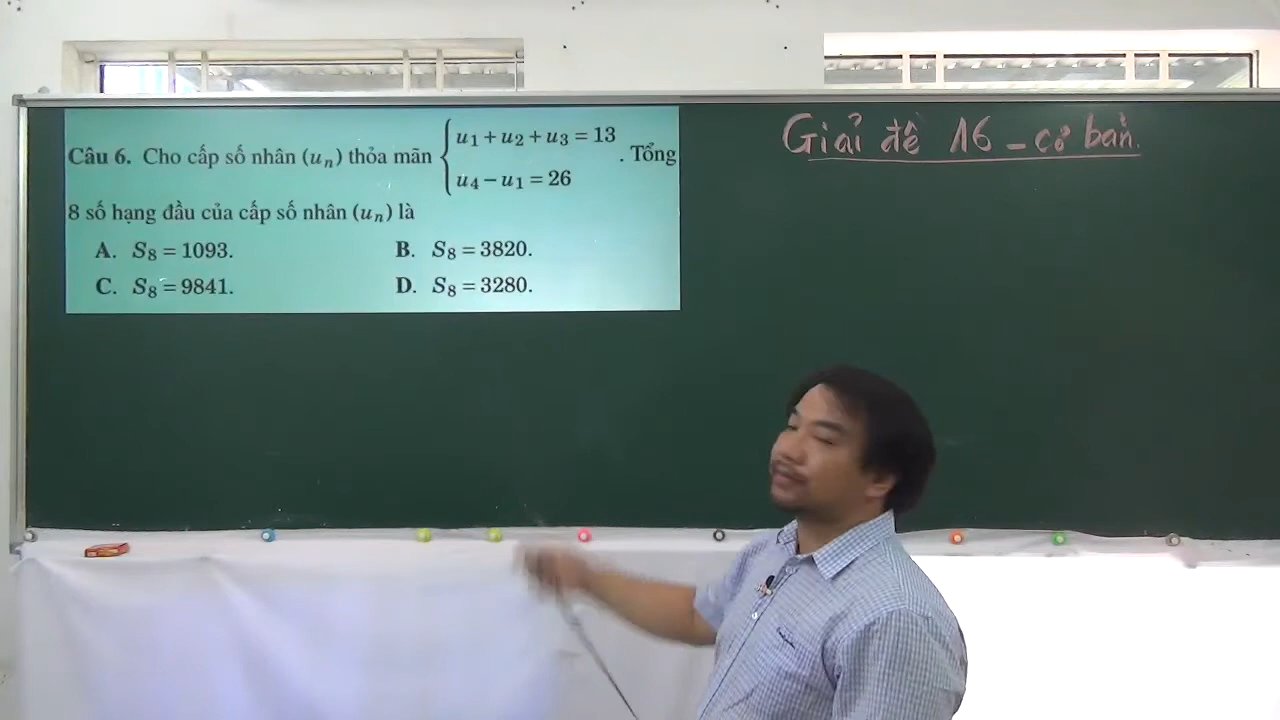 Câu 6. Cho cấp số nhân (uₙ) thỏa mãn { u₁ + u₂ + u₃ = 13
u₄ − u₁ = 26 . Tổng
8 số hạng đầu của cấp số nhân (uₙ) là
A. S₈ = 1093. B. S₈ = 3820.
C. S₈ = 9841. D. S₈ = 3280.
Giải đề 16 - cơ bản.